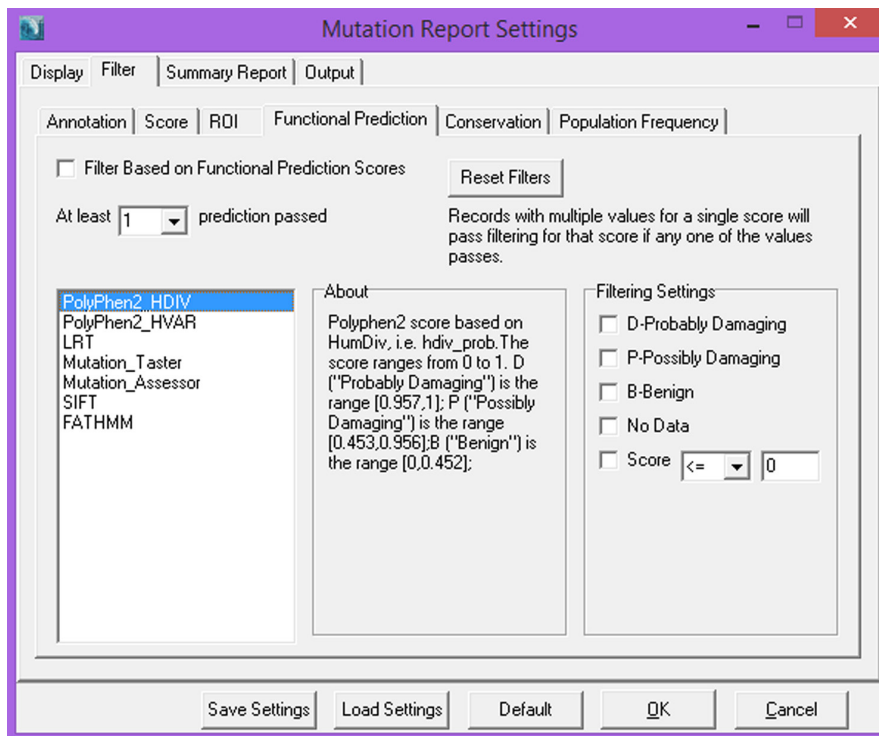 Mutation Report Settings
Display Filter Summary Report Output
Annotation Score ROI Functional Prediction Conservation Population Frequency
Filter Based on Functional Prediction Scores
Reset Filters
At least 1 prediction passed
Records with multiple values for a single score will
pass filtering for that score if any one of the values
passes.
PolyPhen2_HDIV
PolyPhen2_HVAR
LRT
Mutation_Taster
Mutation_Assessor
SIFT
FATHMM
About
Polyphen2 score based on
HumDiv, i.e. hdiv_prob.The
score ranges from 0 to 1. D
("Probably Damaging") is the
range [0.957,1]; P ("Possibly
Damaging") is the range
[0.453,0.956];B ("Benign") is
the range [0,0.452];
Filtering Settings
D-Probably Damaging
P-Possibly Damaging
B-Benign
No Data
Score <= 0
Save Settings Load Settings Default OK Cancel